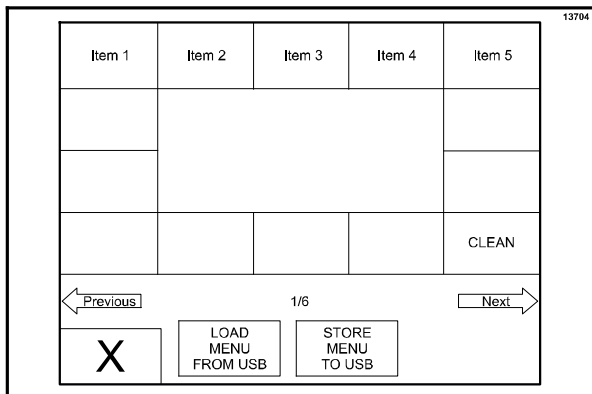 13704
Item 1 Item 2 Item 3 Item 4 Item 5
CLEAN
Previous 1/6 Next
X
LOAD
MENU
FROM USB
STORE
MENU
TO USB